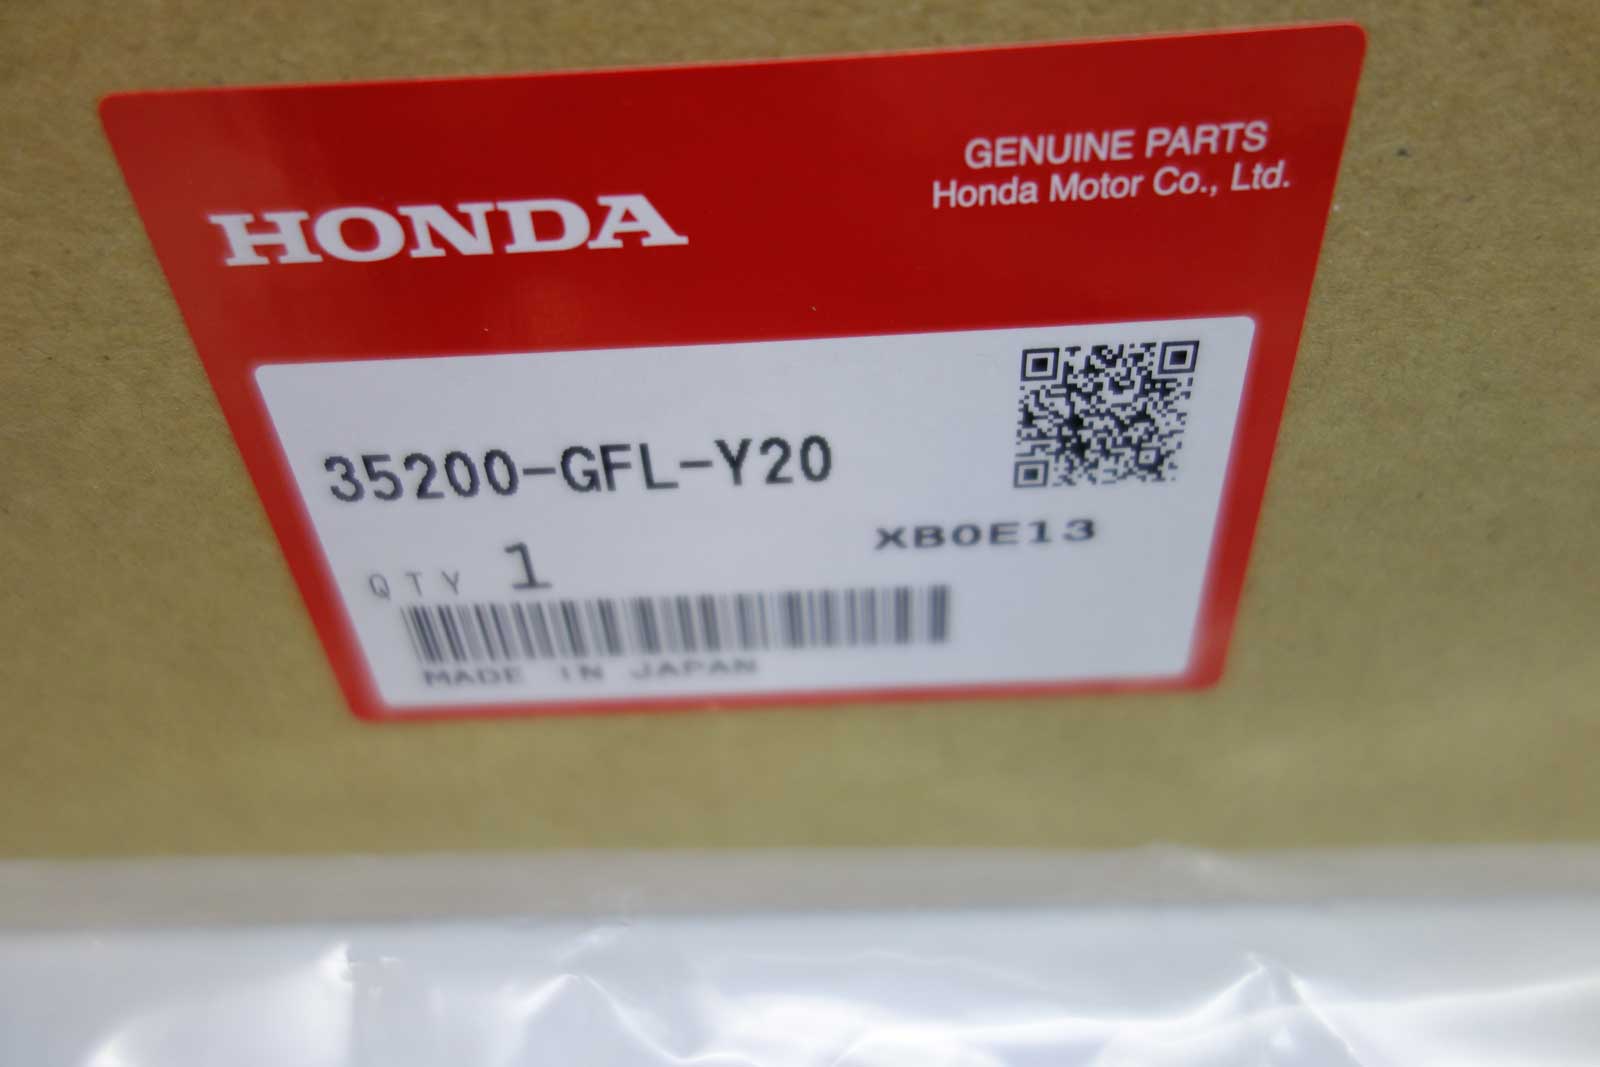 HONDA
GENUINE PARTS
Honda Motor Co., Ltd.
35200-GFL-Y20
XB0E13
QTY 1
MADE IN JAPAN